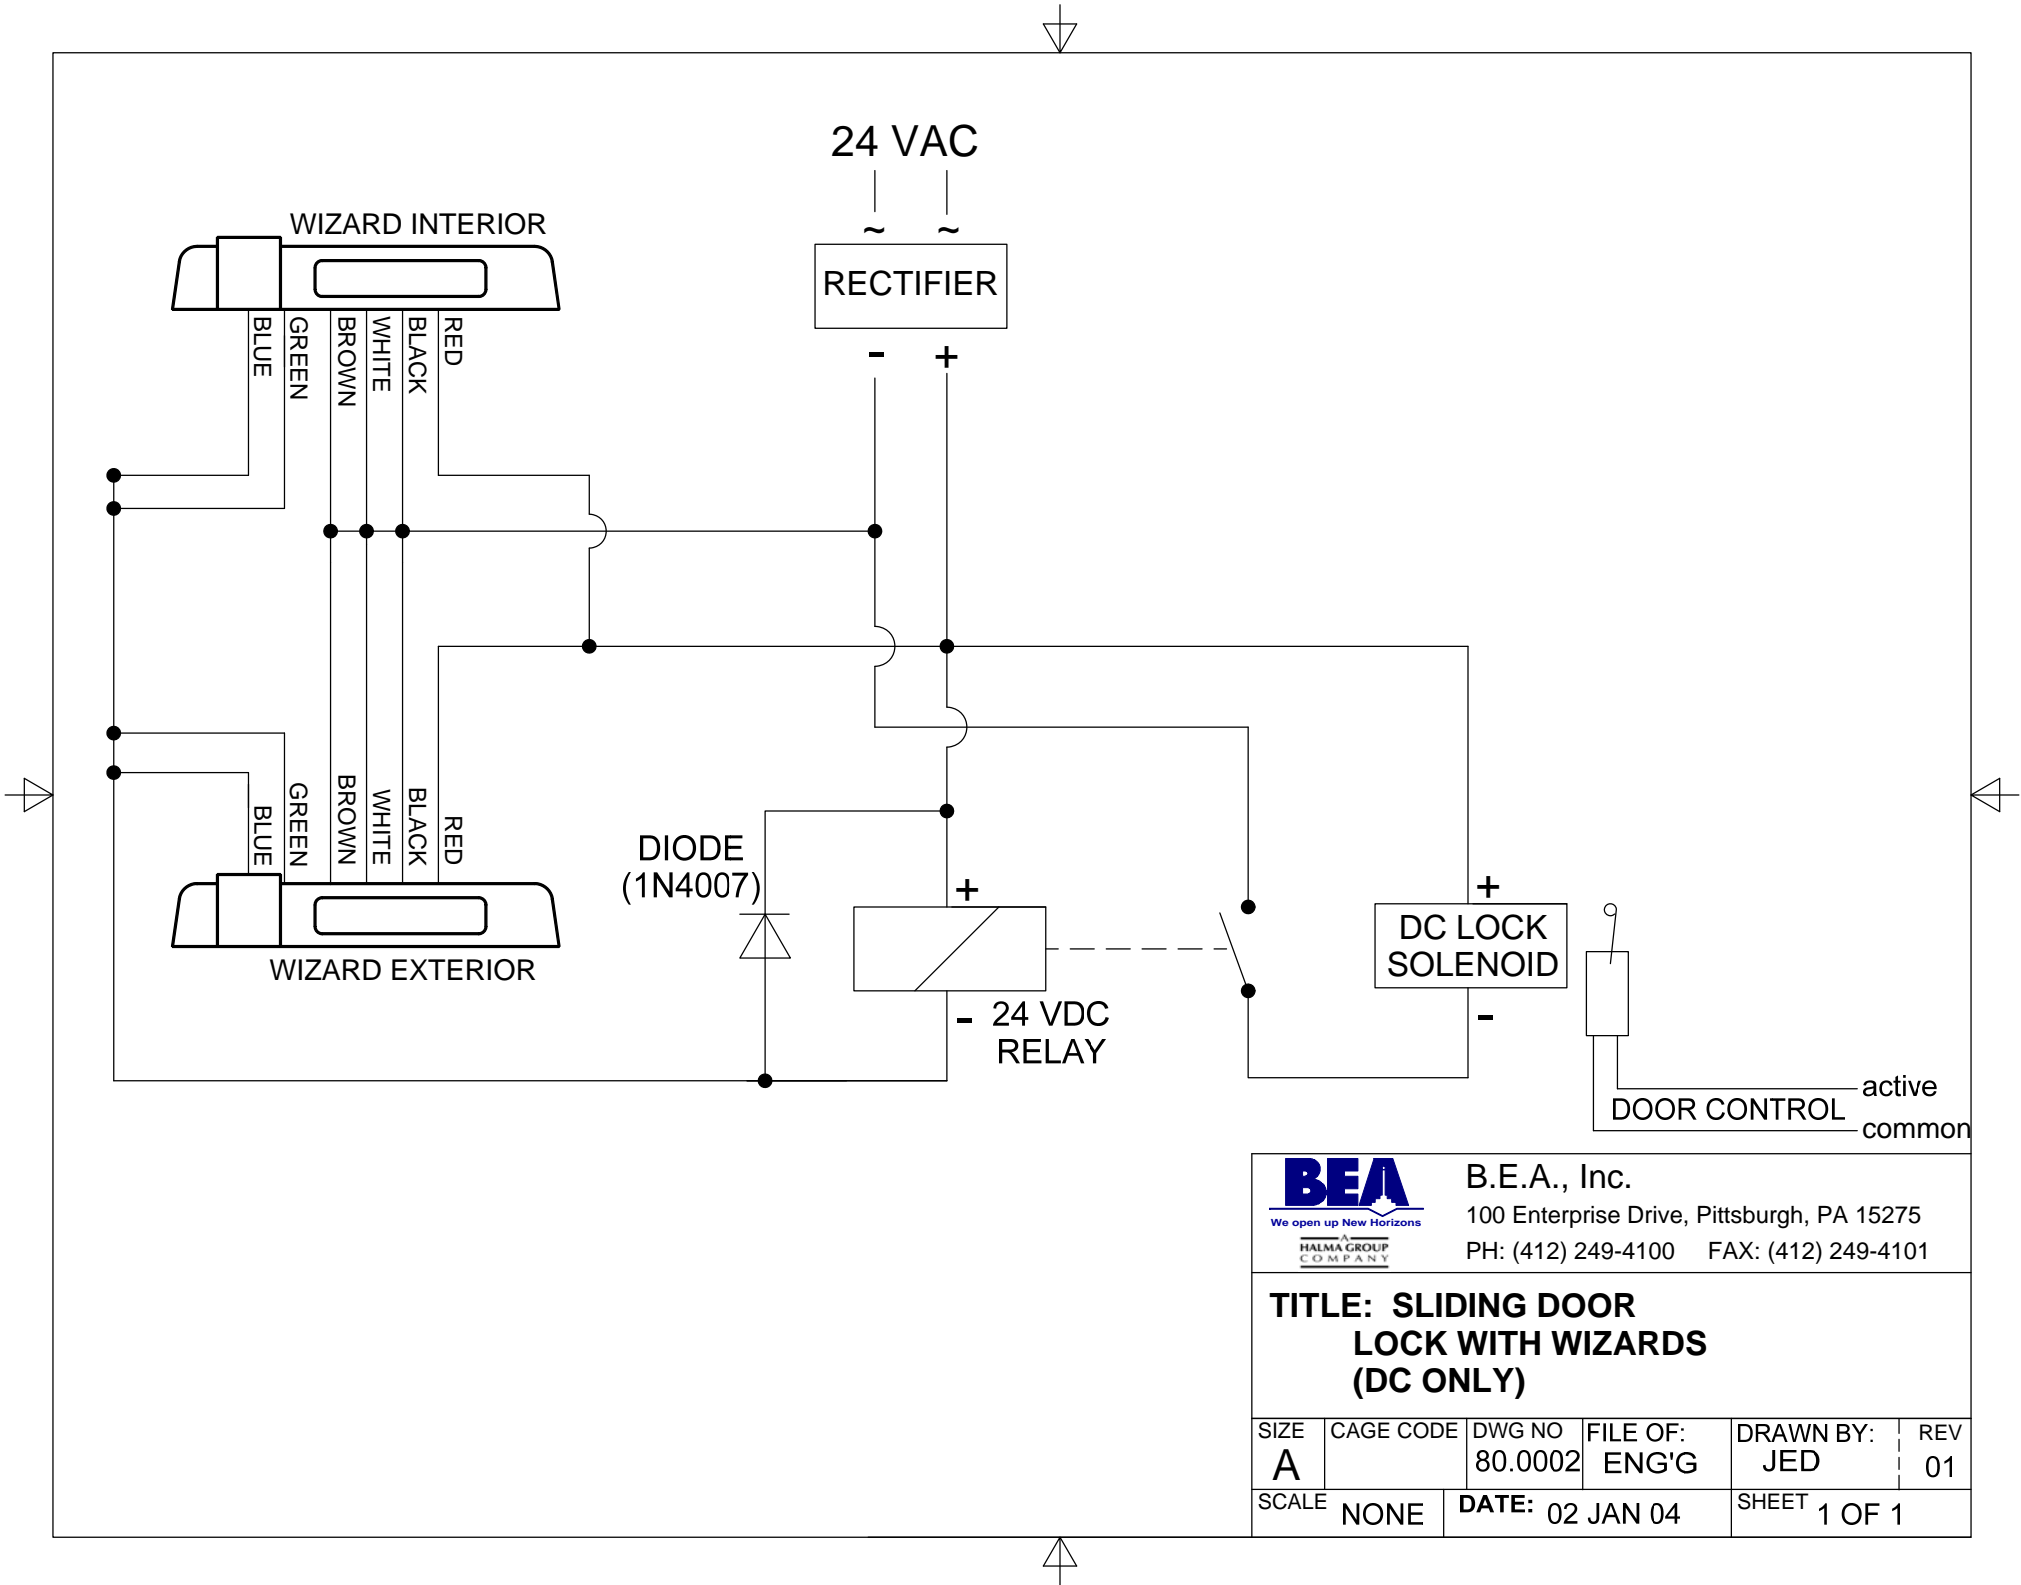 24 VAC
~ ~
RECTIFIER
- +
WIZARD INTERIOR
BLUE
GREEN
BROWN
WHITE
BLACK
RED
BLUE
GREEN
BROWN
WHITE
BLACK
RED
WIZARD EXTERIOR
DIODE
(1N4007)
+
-
24 VDC
RELAY
+
DC LOCK
SOLENOID
-
active
DOOR CONTROL
common
BEA
We open up New Horizons
A
HALMA GROUP
COMPANY
B.E.A., Inc.
100 Enterprise Drive, Pittsburgh, PA 15275
PH: (412) 249-4100 FAX: (412) 249-4101
TITLE: SLIDING DOOR
LOCK WITH WIZARDS
(DC ONLY)
SIZE
A
CAGE CODE
DWG NO
80.0002
FILE OF:
ENG'G
DRAWN BY:
JED
REV
01
SCALE NONE
DATE: 02 JAN 04
SHEET 1 OF 1